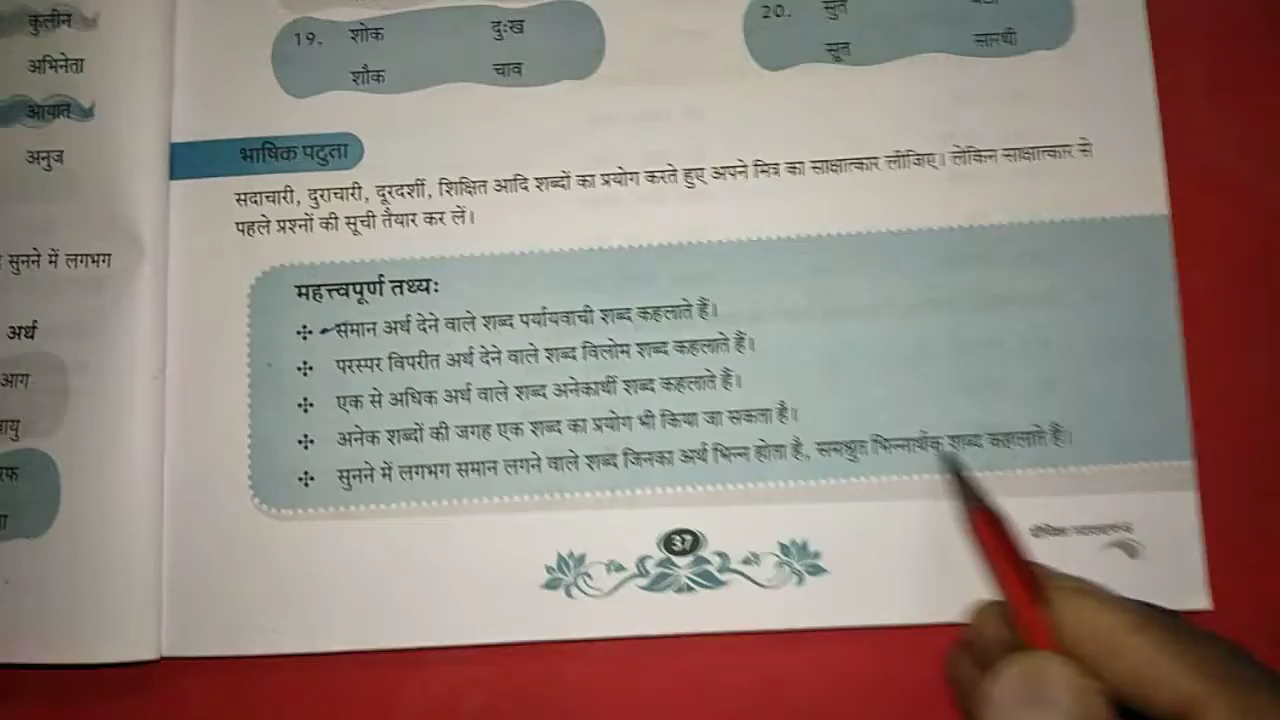 कुलीन
अभिनेता
आयात
अनुज
सुनने में लगभग
अर्थ
आग
19. शोक दुःख
शौक चाव
20. सुत
सूत सारथी
भाषिक पटुता
सदाचारी, दुराचारी, दूरदर्शी, शिक्षित आदि शब्दों का प्रयोग करते हुए अपने मित्र का साक्षात्कार लीजिए। लेकिन साक्षात्कार से
पहले प्रश्नों की सूची तैयार कर लें।
महत्त्वपूर्ण तथ्यः
समान अर्थ देने वाले शब्द पर्यायवाची शब्द कहलाते हैं।
परस्पर विपरीत अर्थ देने वाले शब्द विलोम शब्द कहलाते हैं।
एक से अधिक अर्थ वाले शब्द अनेकार्थी शब्द कहलाते हैं।
अनेक शब्दों की जगह एक शब्द का प्रयोग भी किया जा सकता है।
सुनने में लगभग समान लगने वाले शब्द जिनका अर्थ भिन्न होता है, समश्रुत भिन्नार्थक शब्द कहलाते हैं।
37